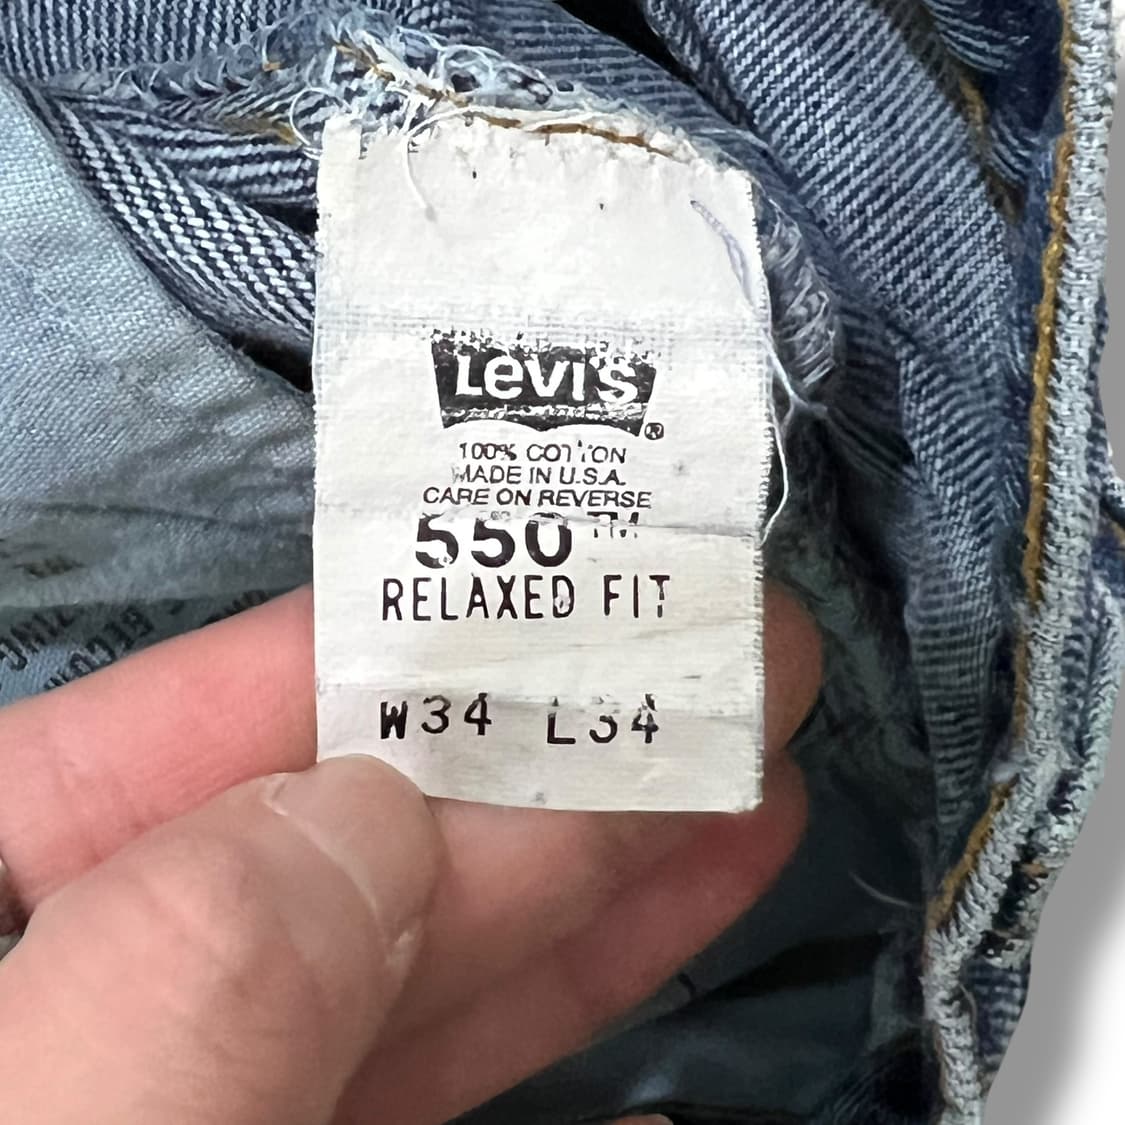 Levi's®
100% COTTON
MADE IN U.S.A.
CARE ON REVERSE
550™
RELAXED FIT
W34 L34